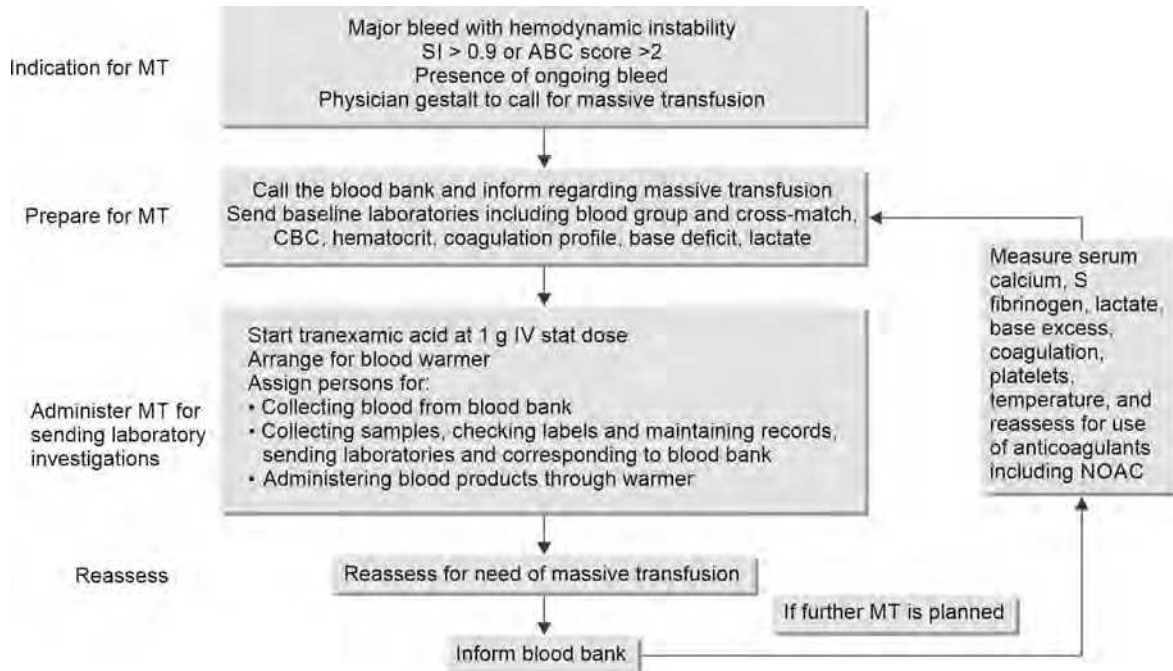 Indication for MT
Major bleed with hemodynamic instability
SI > 0.9 or ABC score >2
Presence of ongoing bleed
Physician gestalt to call for massive transfusion
Prepare for MT
Call the blood bank and inform regarding massive transfusion
Send baseline laboratories including blood group and cross-match,
CBC, hematocrit, coagulation profile, base deficit, lactate
Administer MT for
sending laboratory
investigations
Start tranexamic acid at 1 g IV stat dose
Arrange for blood warmer
Assign persons for:
• Collecting blood from blood bank
• Collecting samples, checking labels and maintaining records,
sending laboratories and corresponding to blood bank
• Administering blood products through warmer
Measure serum
calcium, S
fibrinogen, lactate,
base excess,
coagulation,
platelets,
temperature, and
reassess for use
of anticoagulants
including NOAC
Reassess
Reassess for need of massive transfusion
If further MT is planned
Inform blood bank